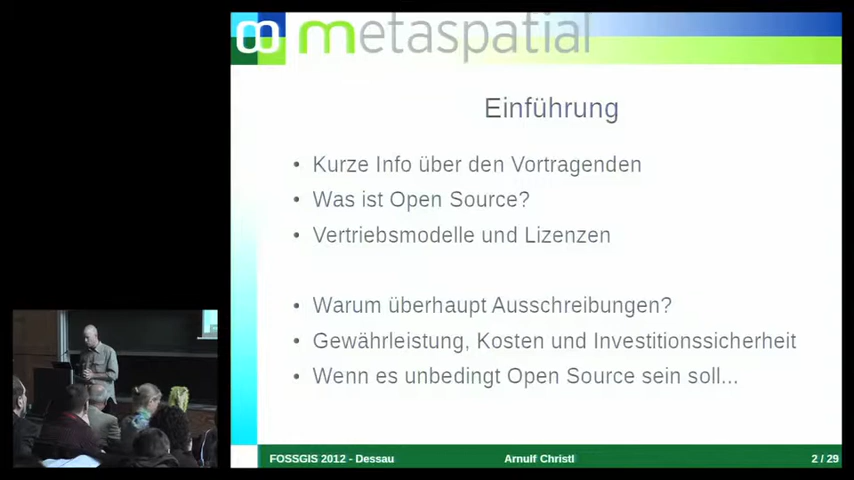 metaspatial
Einführung
• Kurze Info über den Vortragenden
• Was ist Open Source?
• Vertriebsmodelle und Lizenzen
• Warum überhaupt Ausschreibungen?
• Gewährleistung, Kosten und Investitionssicherheit
• Wenn es unbedingt Open Source sein soll...
FOSSGIS 2012 - Dessau Arnulf Christl 2 / 29